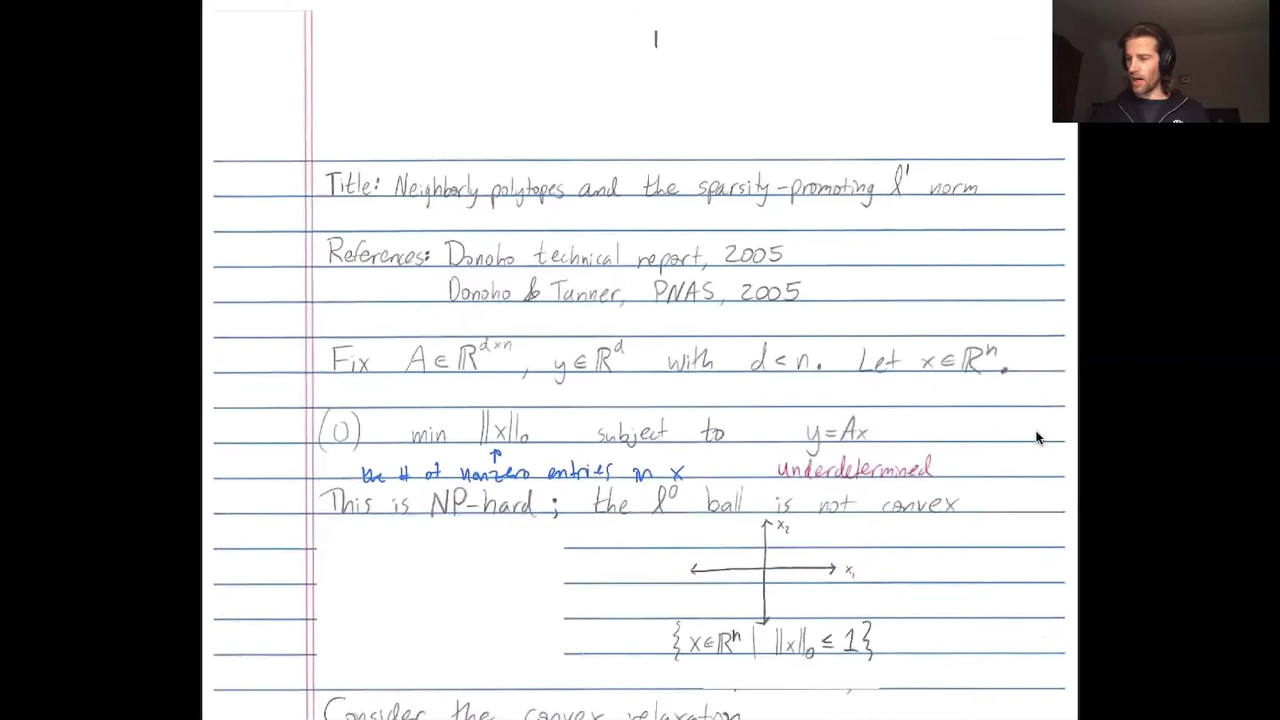 1
Title: Neighborly polytopes and the sparsity-promoting ℓ¹ norm
References: Donoho technical report, 2005
Donoho & Tanner, PNAS, 2005
Fix A∈ℝ^{d×n}, y∈ℝ^d with d<n. Let x∈ℝ^n.
(0) min ||x||₀ subject to y=Ax
↑
the # of nonzero entries in x underdetermined
This is NP-hard; the ℓ⁰ ball is not convex
x₂
x₁
{x∈ℝⁿ | ||x||₀ ≤ 1}
Consider the convex relaxation